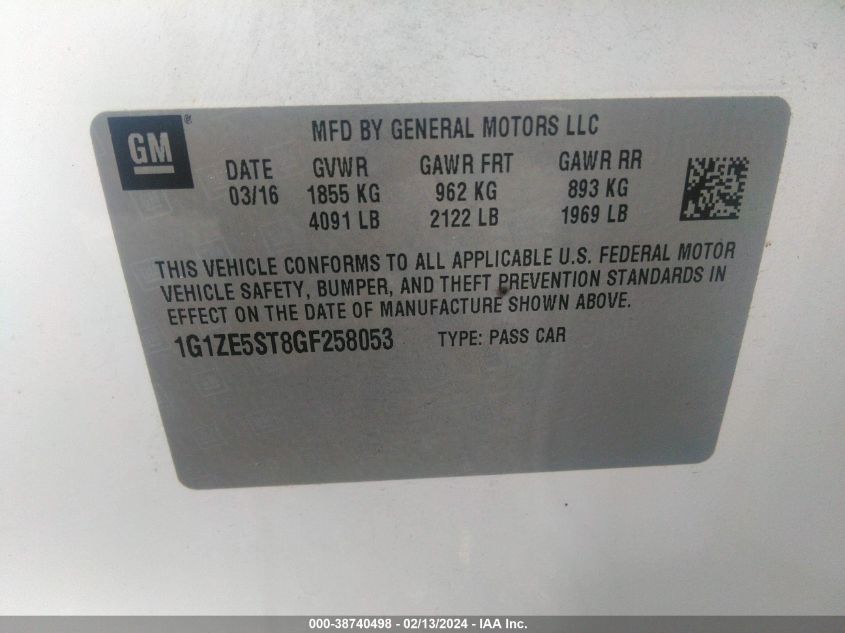 GM ®
MFD BY GENERAL MOTORS LLC
DATE GVWR GAWR FRT GAWR RR
03/16 1855 KG 962 KG 893 KG
4091 LB 2122 LB 1969 LB
THIS VEHICLE CONFORMS TO ALL APPLICABLE U.S. FEDERAL MOTOR
VEHICLE SAFETY, BUMPER, AND THEFT PREVENTION STANDARDS IN
EFFECT ON THE DATE OF MANUFACTURE SHOWN ABOVE.
1G1ZE5ST8GF258053 TYPE: PASS CAR
000-38740498 - 02/13/2024 - IAA Inc.